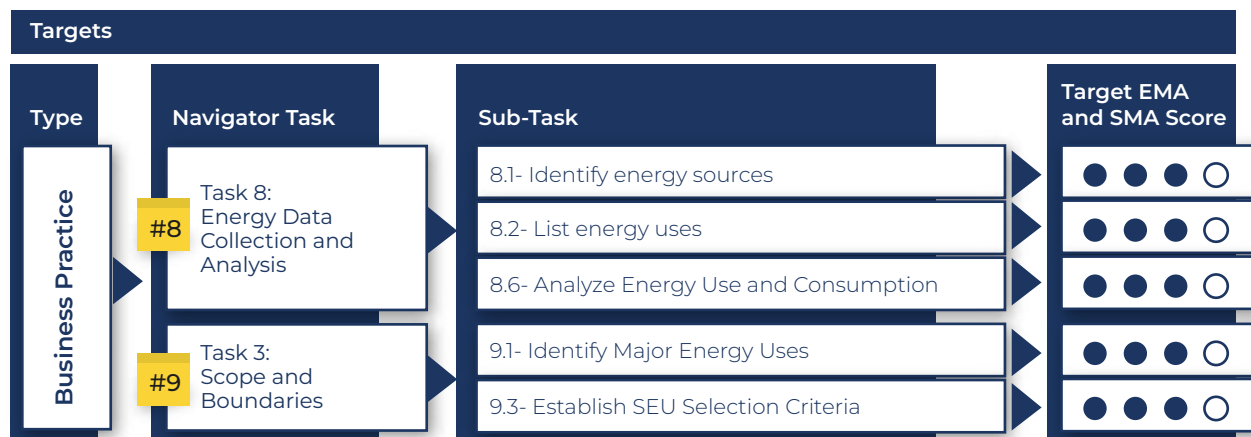 Targets
Type
Navigator Task
Sub-Task
Target EMA
and SMA Score
Business Practice
#8
Task 8:
Energy Data
Collection and
Analysis
8.1- Identify energy sources
8.2- List energy uses
8.6- Analyze Energy Use and Consumption
#9
Task 3:
Scope and
Boundaries
9.1- Identify Major Energy Uses
9.3- Establish SEU Selection Criteria